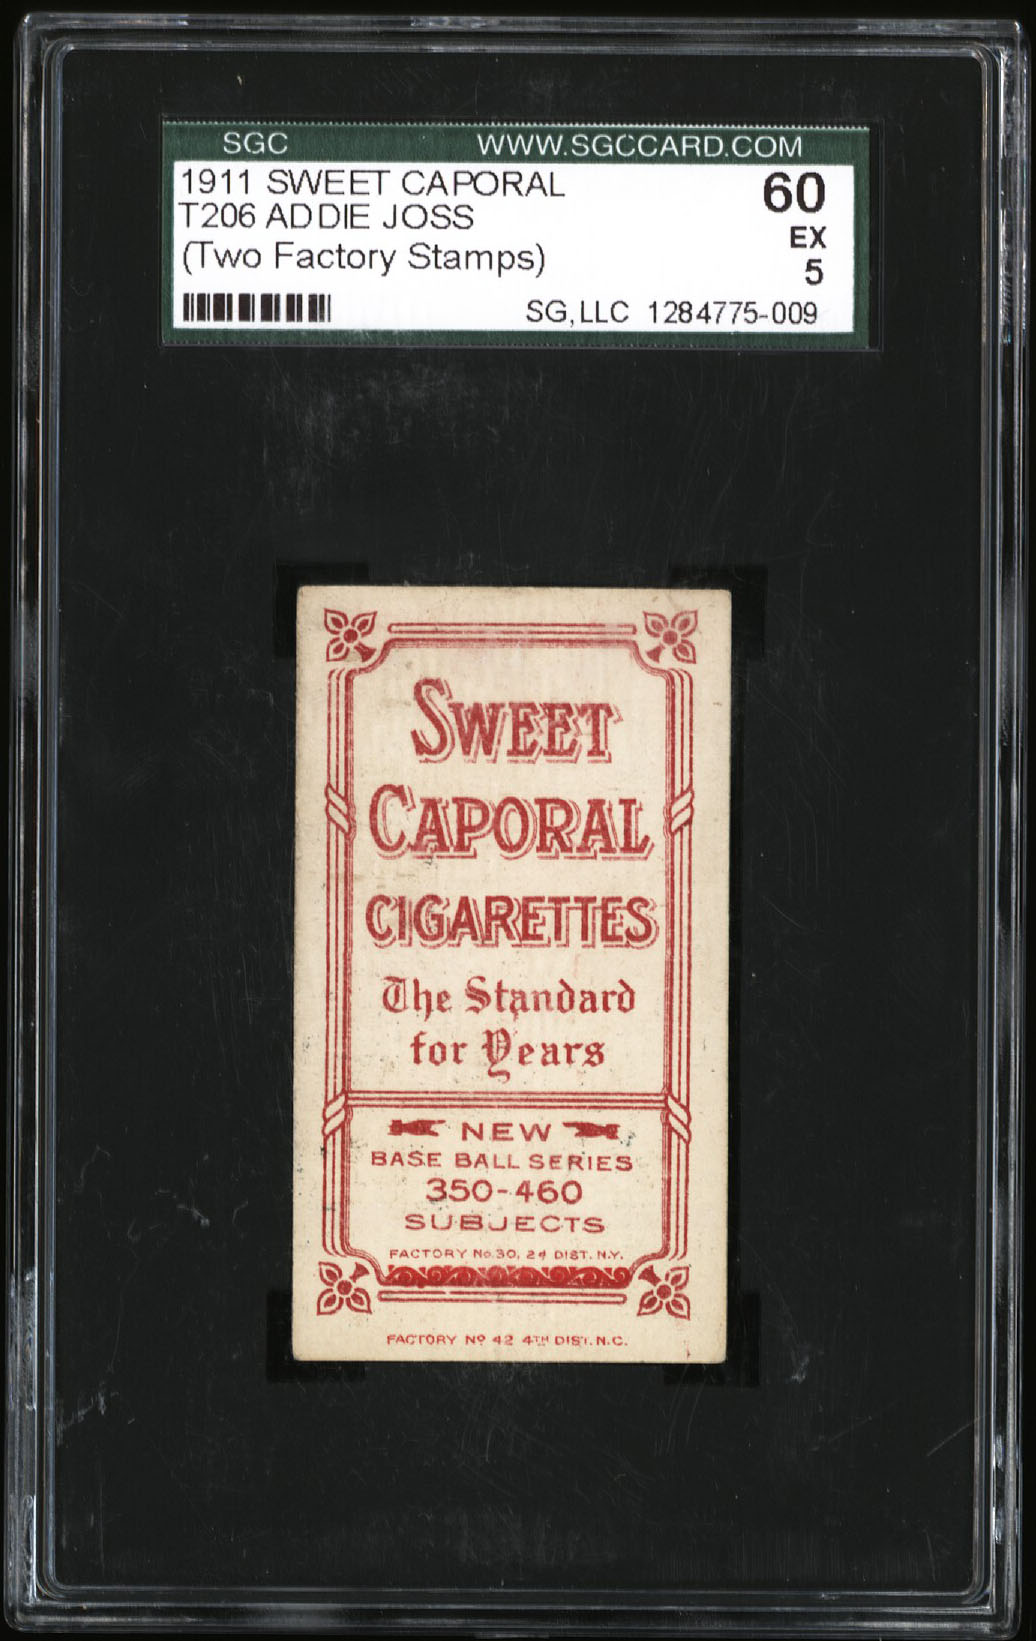 SGC WWW.SGCCARD.COM
1911 SWEET CAPORAL 60
T206 ADDIE JOSS EX
(Two Factory Stamps) 5
SG,LLC 1284775-009
SWEET
CAPORAL
CIGARETTES
The Standard
for Years
NEW
BASE BALL SERIES
350-460
SUBJECTS
FACTORY No.30, 2d DIST. N.Y.
FACTORY Nº 42 4TH DIST. N.C.